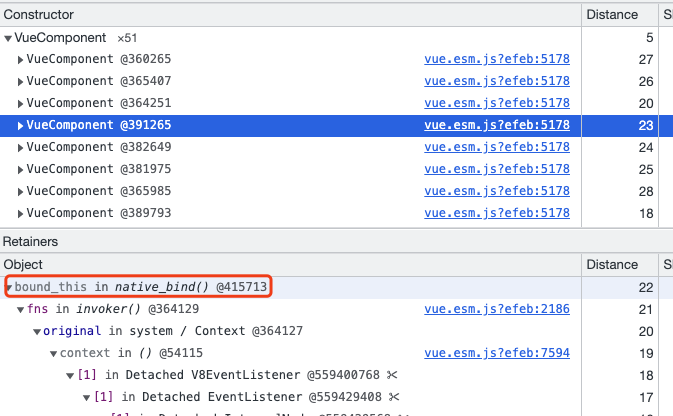 Constructor Distance
VueComponent ×51 5
VueComponent @360265 vue.esm.js?efeb:5178 27
VueComponent @365407 vue.esm.js?efeb:5178 26
VueComponent @364251 vue.esm.js?efeb:5178 20
VueComponent @391265 vue.esm.js?efeb:5178 23
VueComponent @382649 vue.esm.js?efeb:5178 24
VueComponent @381975 vue.esm.js?efeb:5178 25
VueComponent @365985 vue.esm.js?efeb:5178 28
VueComponent @389793 vue.esm.js?efeb:5178 18
Retainers
Object Distance
bound_this in native_bind() @415713 22
fns in invoker() @364129 vue.esm.js?efeb:2186 21
original in system / Context @364127 20
context in () @54115 vue.esm.js?efeb:7594 19
[1] in Detached V8EventListener @559400768 18
[1] in Detached EventListener @559429408 17